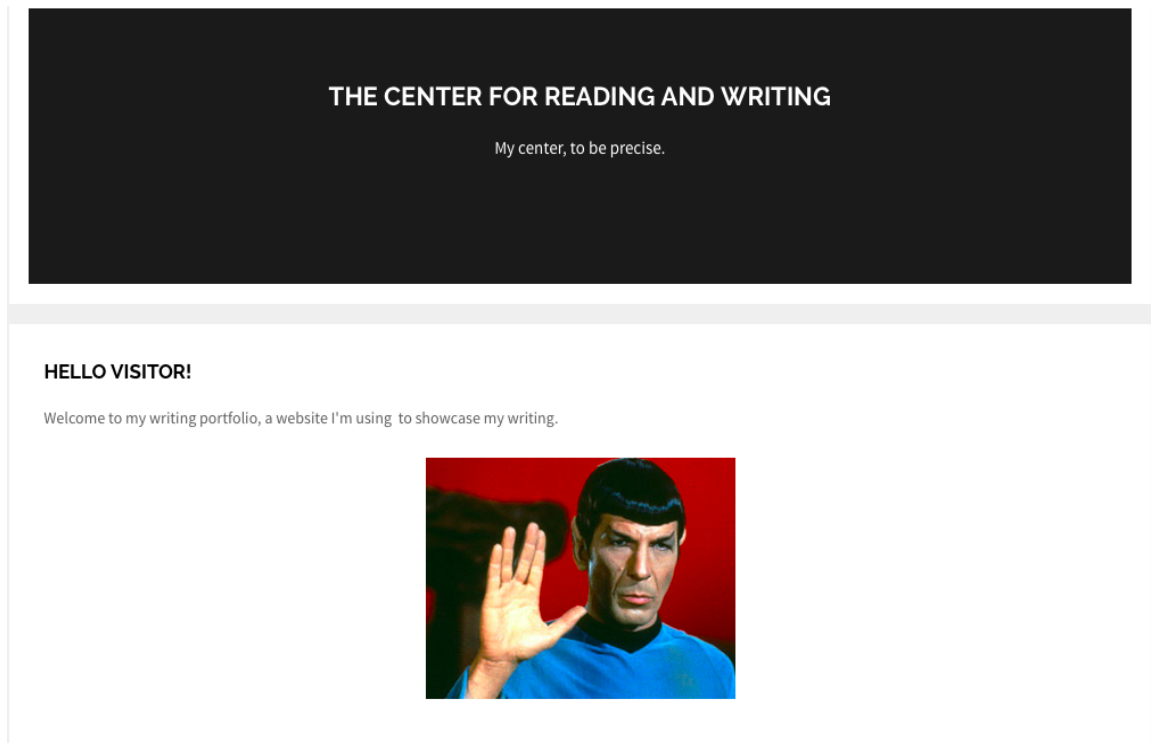 THE CENTER FOR READING AND WRITING
My center, to be precise.
HELLO VISITOR!
Welcome to my writing portfolio, a website I'm using  to showcase my writing.